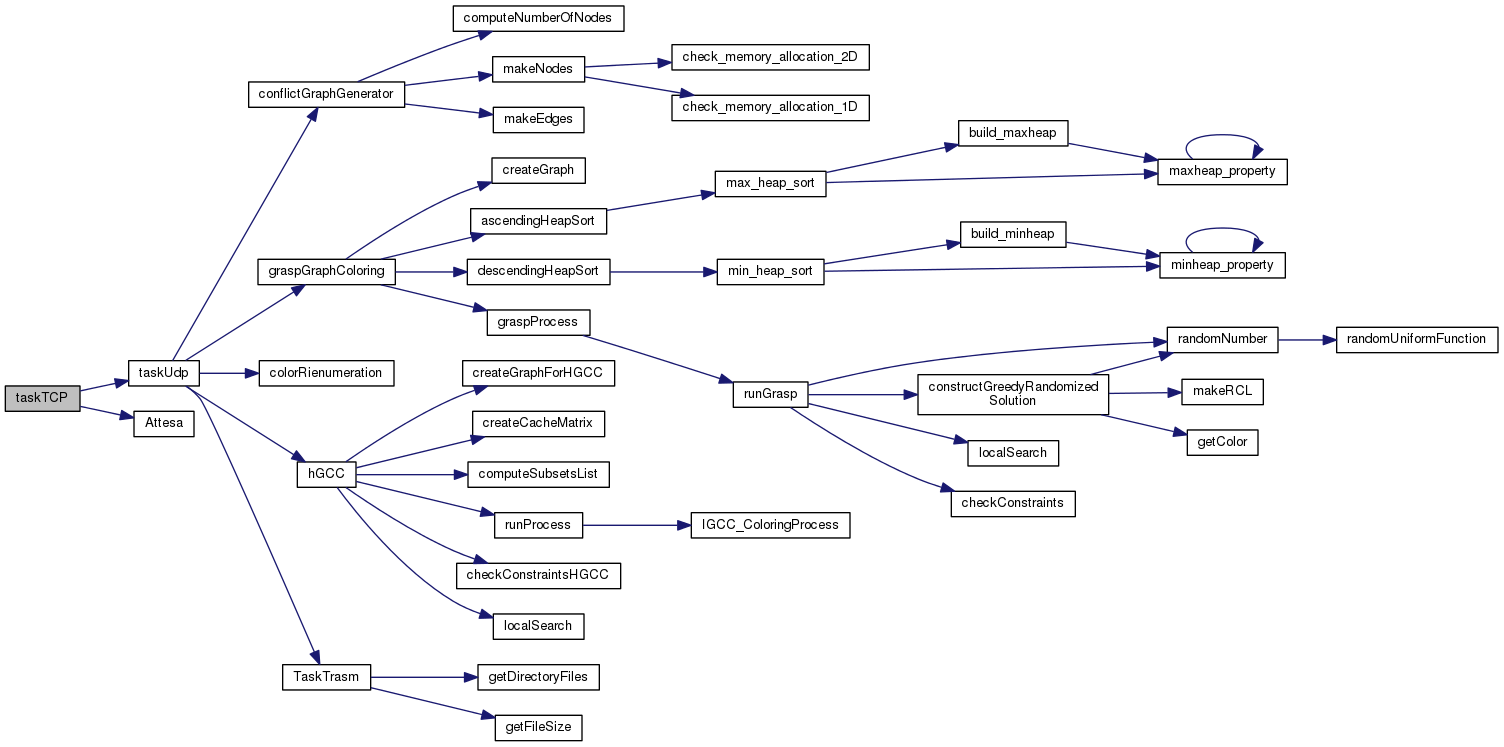 computeNumberOfNodes
check_memory_allocation_2D
makeNodes
conflictGraphGenerator
check_memory_allocation_1D
makeEdges
build_maxheap
createGraph
maxheap_property
max_heap_sort
ascendingHeapSort
build_minheap
minheap_property
graspGraphColoring
descendingHeapSort
min_heap_sort
graspProcess
randomNumber
randomUniformFunction
taskUdp
colorRienumeration
createGraphForHGCC
constructGreedyRandomized
Solution
makeRCL
runGrasp
taskTCP
Attesa
createCacheMatrix
getColor
localSearch
hGCC
computeSubsetsList
checkConstraints
runProcess
IGCC_ColoringProcess
checkConstraintsHGCC
localSearch
TaskTrasm
getDirectoryFiles
getFileSize